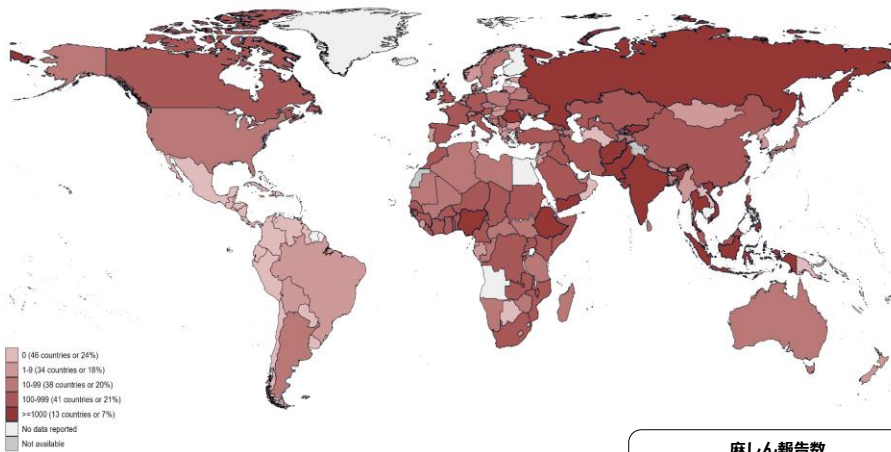 0 (46 countries or 24%)
1-9 (34 countries or 18%)
10-99 (38 countries or 20%)
100-999 (41 countries or 21%)
>=1000 (13 countries or 7%)
No data reported
Not available
麻しん報告数